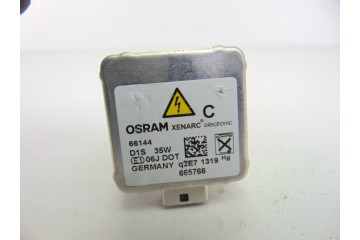 C
OSRAM XENARC® electronic
66144
D1S 35W
E1 06J DOT
GERMANY q2E7 1319 Hg
665766